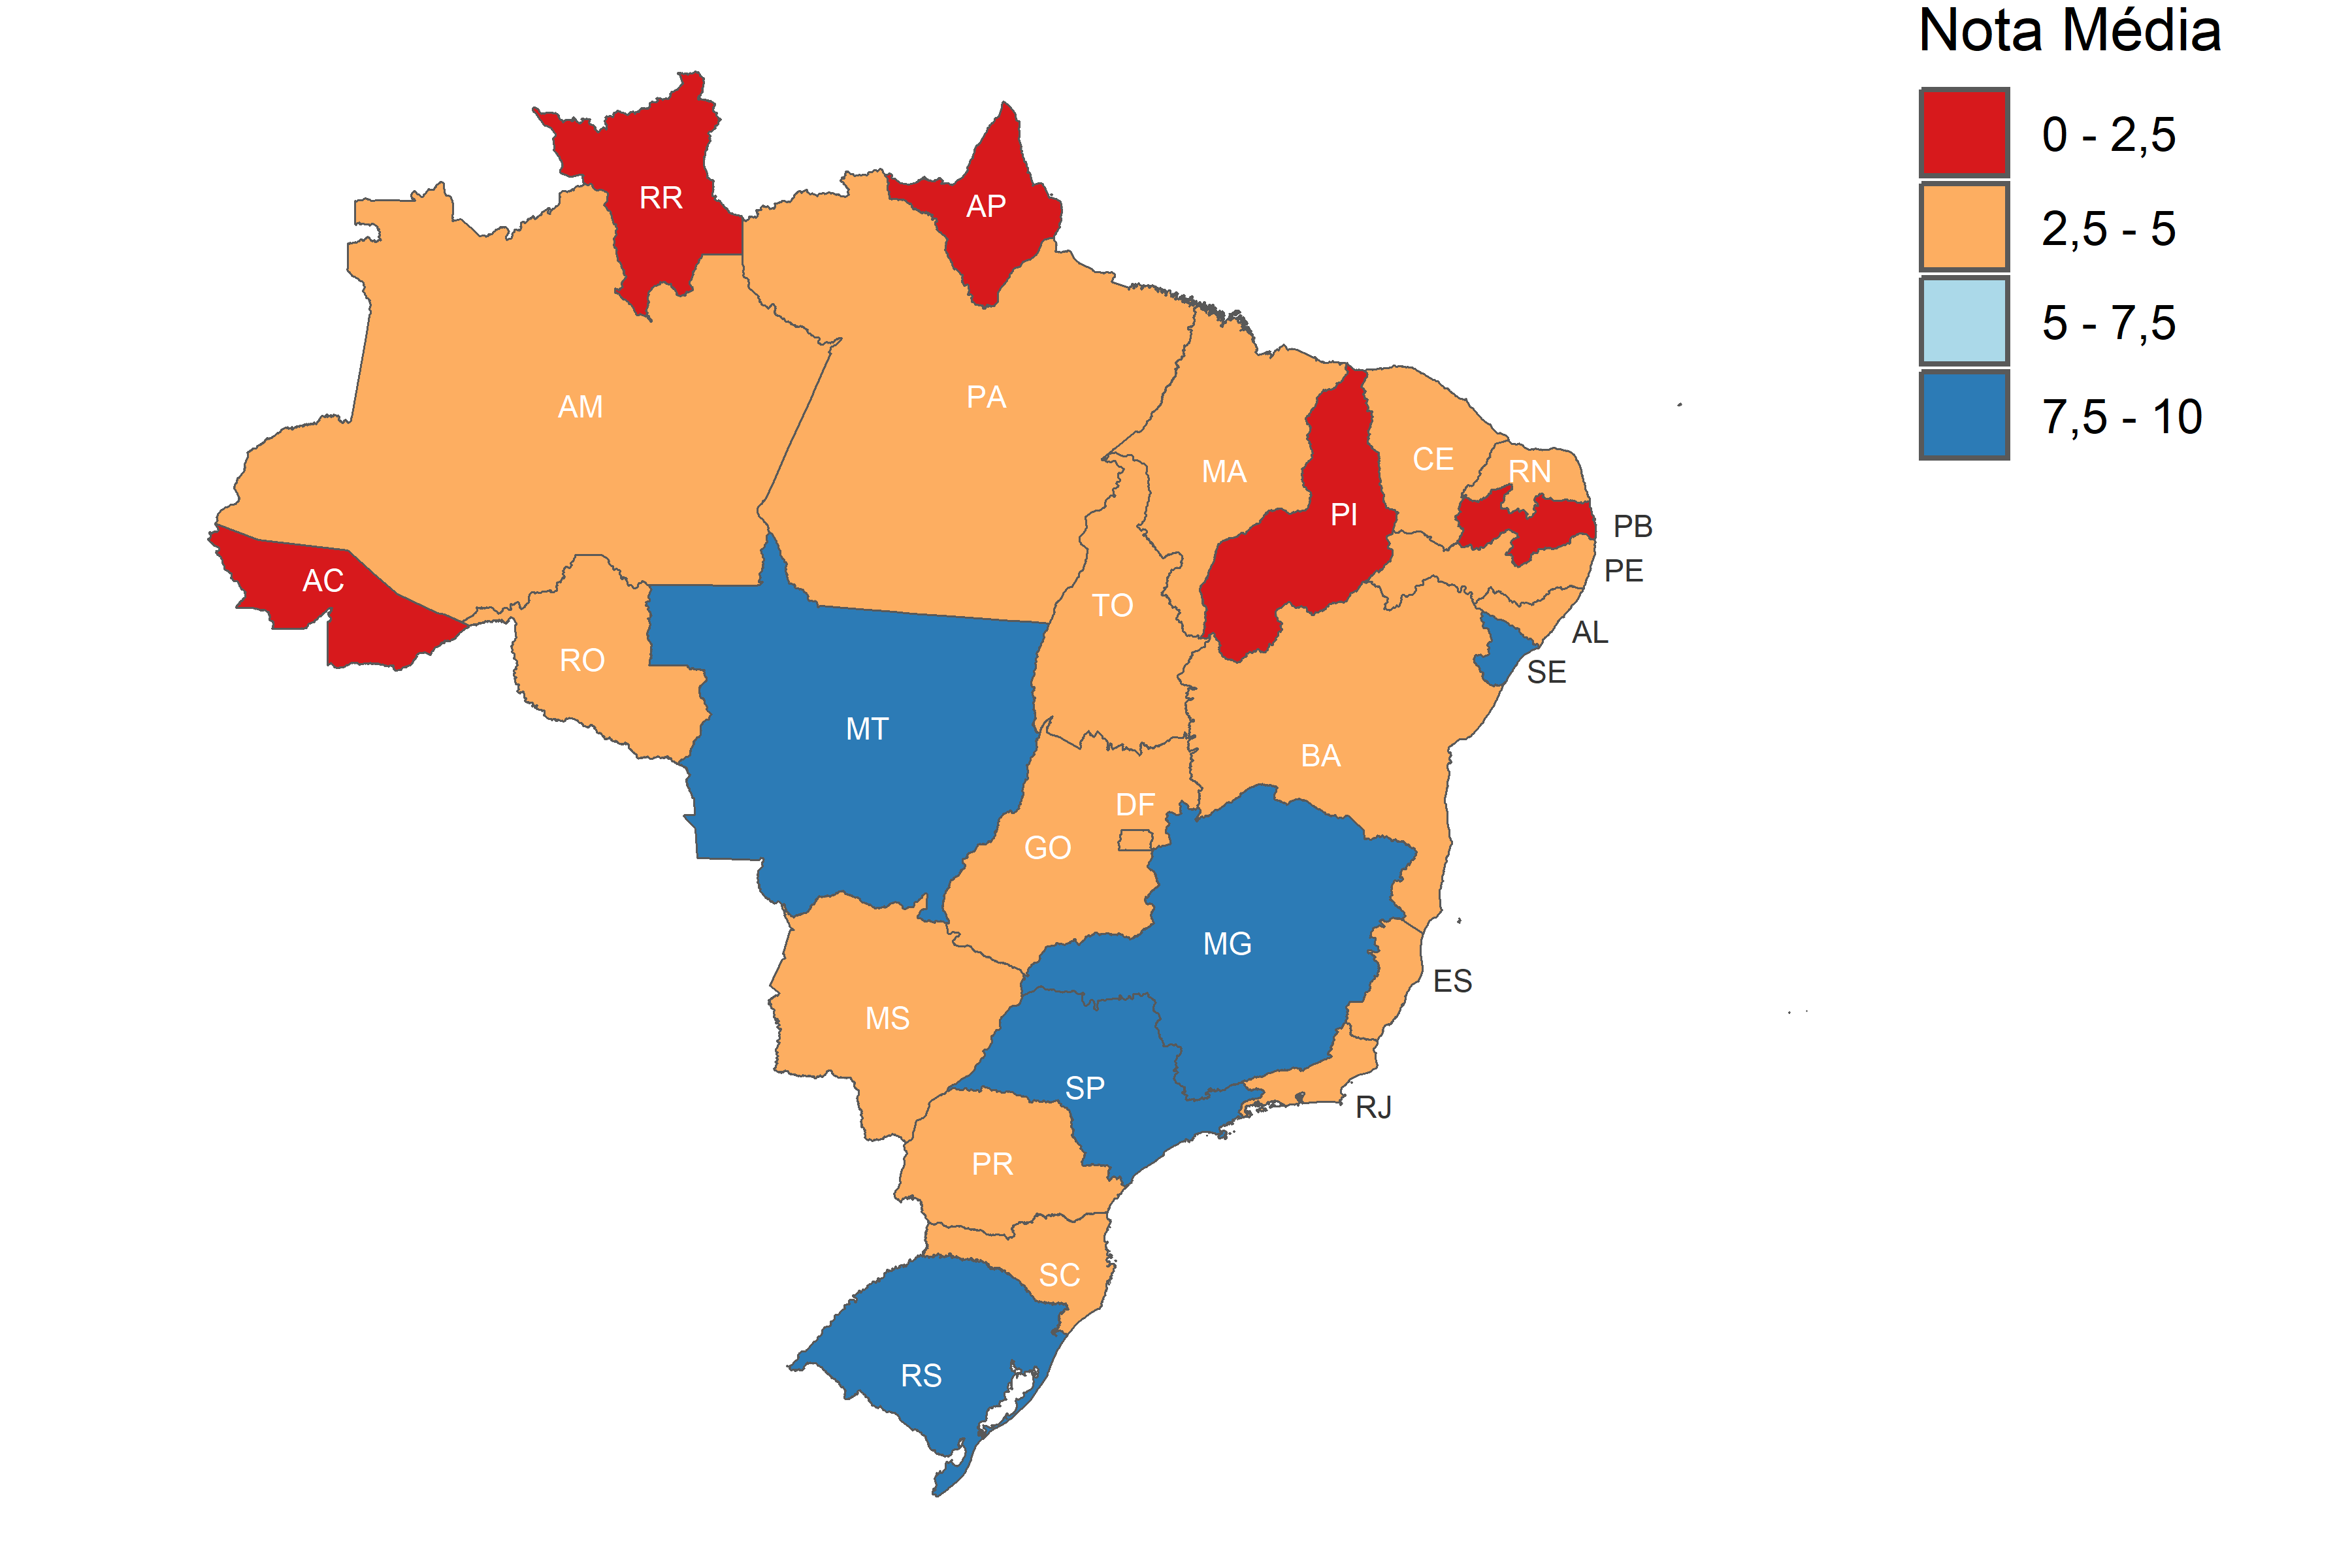 Nota Média
0 - 2,5
2,5 - 5
5 - 7,5
7,5 - 10
RR
AP
AM
PA
MA
CE
RN
PI
PB
PE
AC
TO
AL
RO
SE
MT
BA
DF
GO
MG
ES
MS
SP
RJ
PR
SC
RS